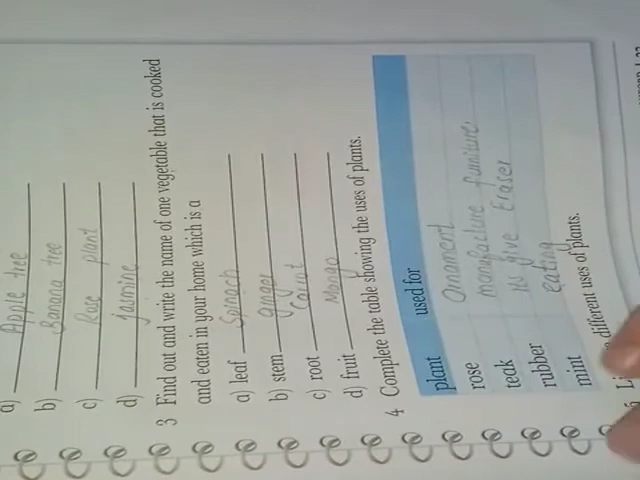 a) Apple tree
b) Banana tree
c) Rose plant
d) Jasmine
3 Find out and write the name of one vegetable that is cooked
and eaten in your home which is a
a) leaf Spinach
b) stem ginger
c) root Carrot
d) fruit Mango
4 Complete the table showing the uses of plants.
plant used for
rose Ornament
teak manufacture furniture.
rubber its give Eraser
mint eating
5 Li different uses of plants.